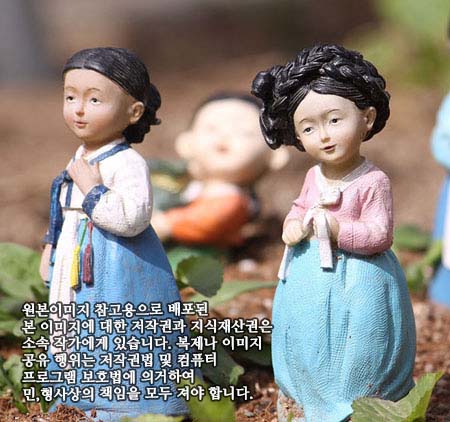 원본이미지 참고용으로 배포된
본 이미지에 대한 저작권과 지식재산권은
소속 작가에게 있습니다. 복제나 이미지
공유 행위는 저작권법 및 컴퓨터
프로그램 보호법에 의거하여
민,형사상의 책임을 모두 져야 합니다.